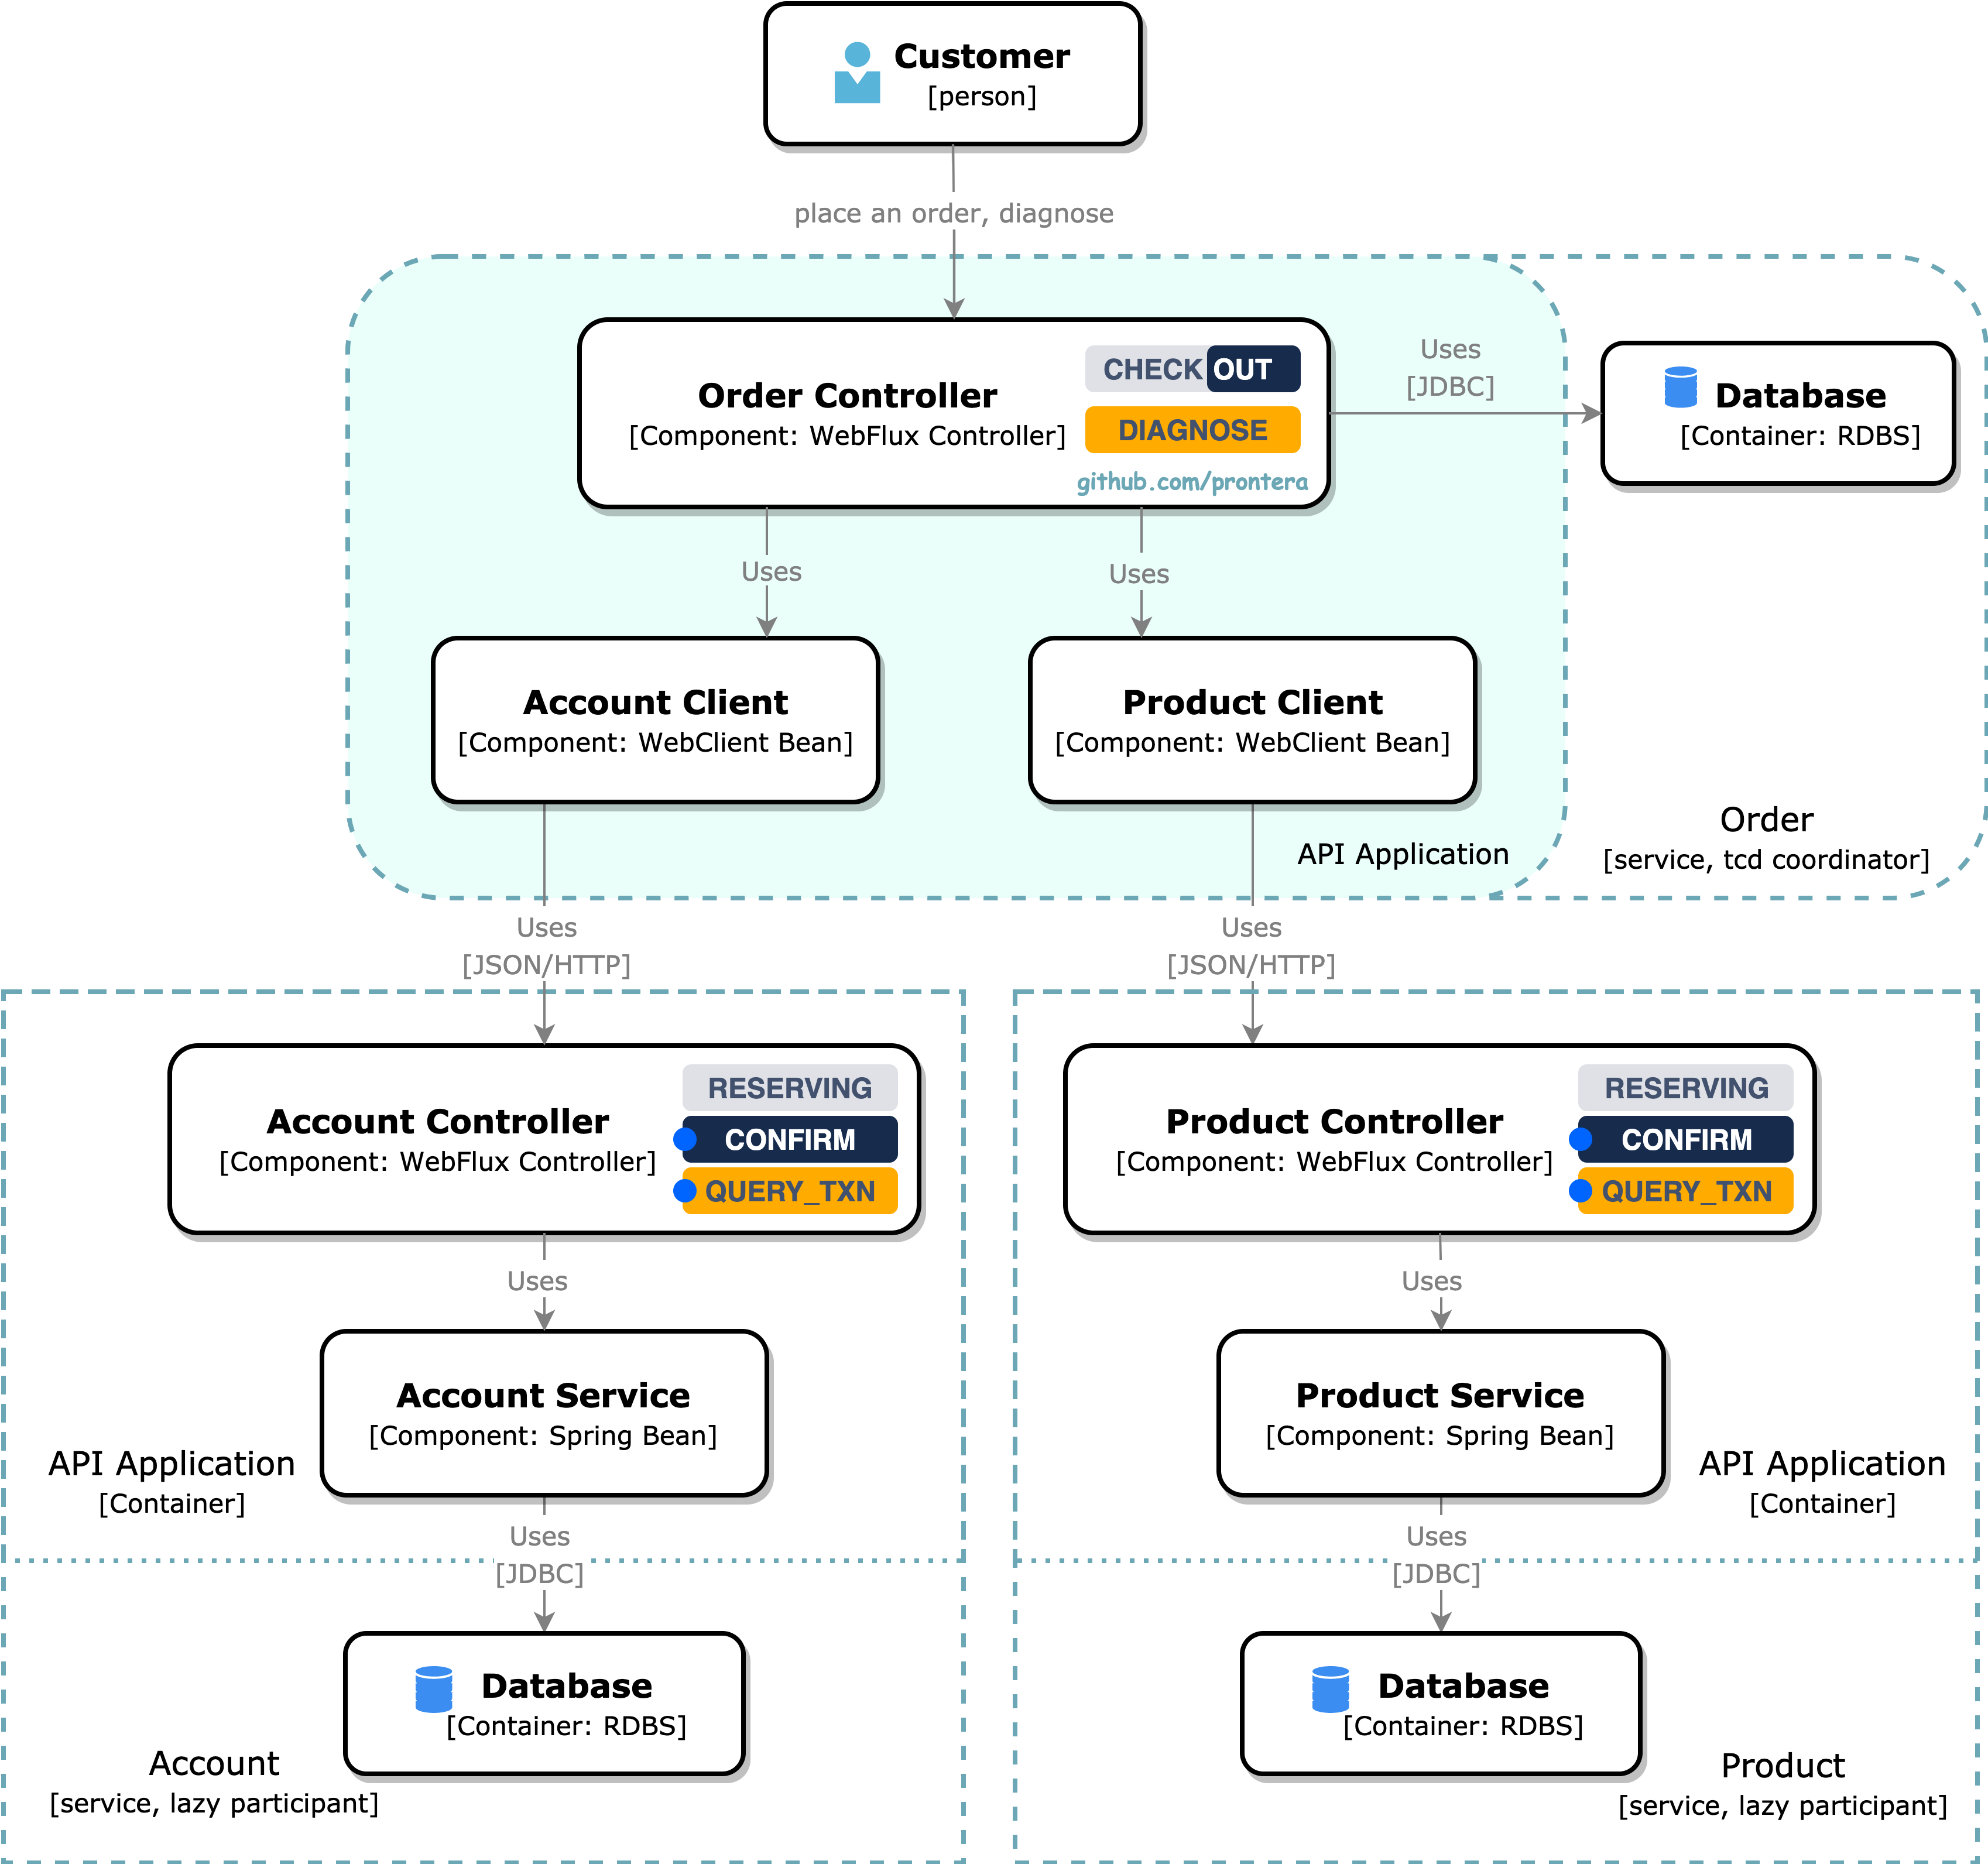 Customer
[person]
place an order, diagnose
CHECK OUT
Order Controller
[Component: WebFlux Controller]
DIAGNOSE
github.com/prontera
Uses
[JDBC]
Database
[Container: RDBS]
Uses
Uses
Account Client
[Component: WebClient Bean]
Product Client
[Component: WebClient Bean]
API Application
Order
[service, tcd coordinator]
Uses
[JSON/HTTP]
Uses
[JSON/HTTP]
Account Controller
[Component: WebFlux Controller]
RESERVING
CONFIRM
QUERY_TXN
Product Controller
[Component: WebFlux Controller]
RESERVING
CONFIRM
QUERY_TXN
Uses
Uses
Account Service
[Component: Spring Bean]
Product Service
[Component: Spring Bean]
API Application
[Container]
API Application
[Container]
Uses
[JDBC]
Uses
[JDBC]
Database
[Container: RDBS]
Database
[Container: RDBS]
Account
[service, lazy participant]
Product
[service, lazy participant]